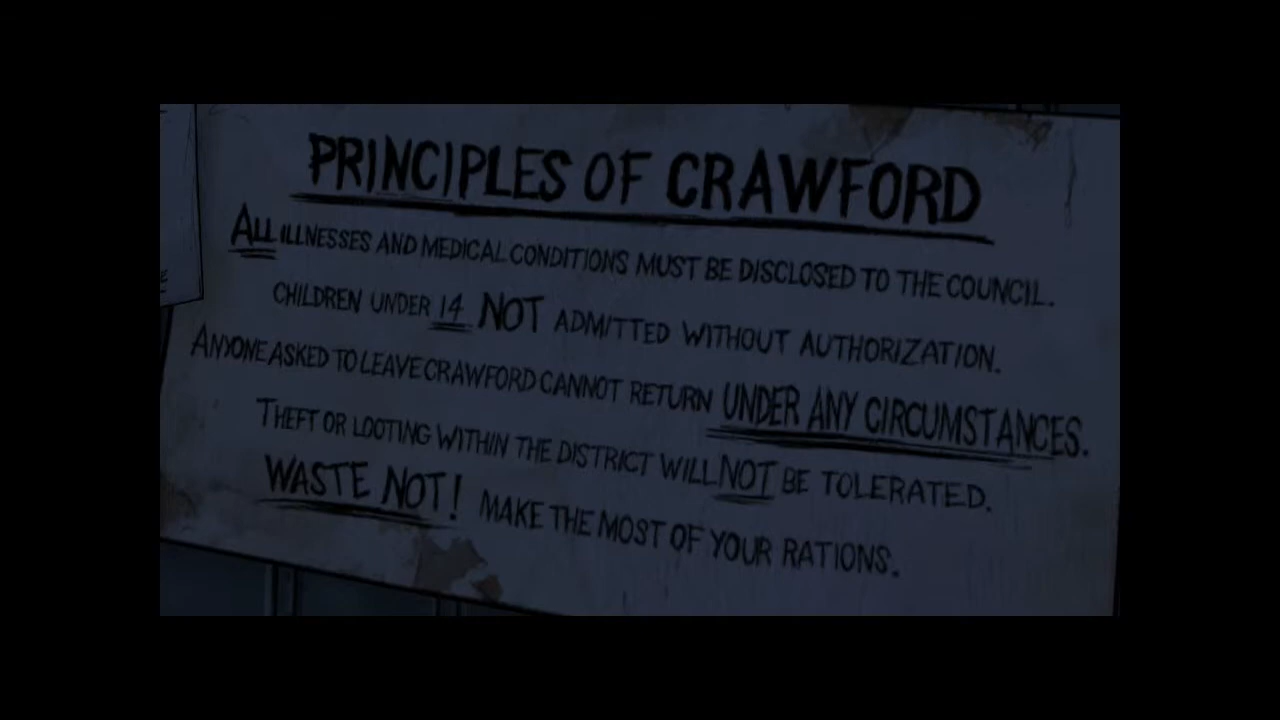 PRINCIPLES OF CRAWFORD
ALL ILLNESSES AND MEDICAL CONDITIONS MUST BE DISCLOSED TO THE COUNCIL.
CHILDREN UNDER 14 NOT ADMITTED WITHOUT AUTHORIZATION.
ANYONE ASKED TO LEAVE CRAWFORD CANNOT RETURN UNDER ANY CIRCUMSTANCES.
THEFT OR LOOTING WITHIN THE DISTRICT WILL NOT BE TOLERATED.
WASTE NOT! MAKE THE MOST OF YOUR RATIONS.